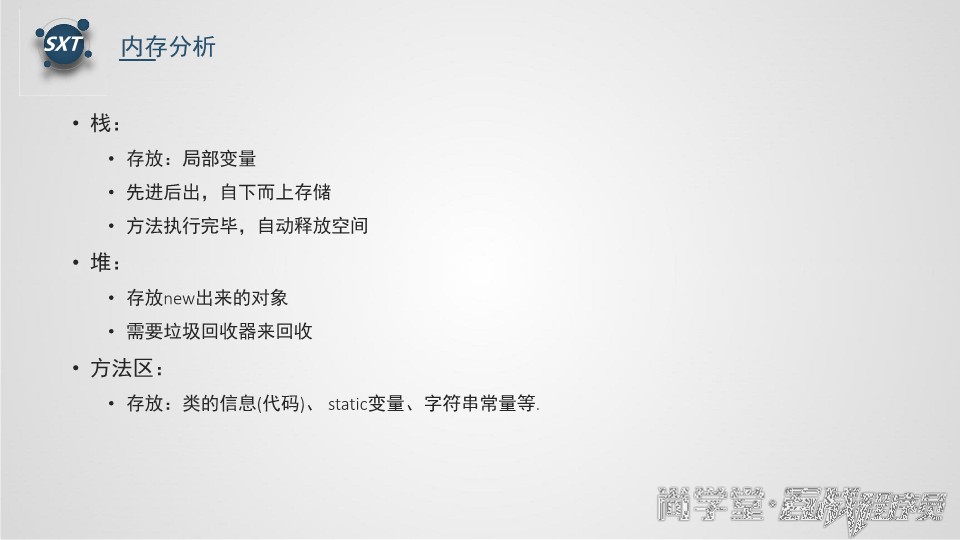 SXT
内存分析
• 栈：
• 存放：局部变量
• 先进后出，自下而上存储
• 方法执行完毕，自动释放空间
• 堆：
• 存放new出来的对象
• 需要垃圾回收器来回收
• 方法区：
• 存放：类的信息(代码)、static变量、字符串常量等.
尚学堂·